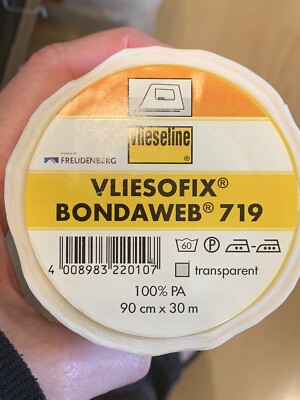 vlieseline®
FREUDENBERG
VLIESOFIX®
BONDAWEB® 719
60 P
4 008983 220107
transparent
100% PA
90 cm x 30 m